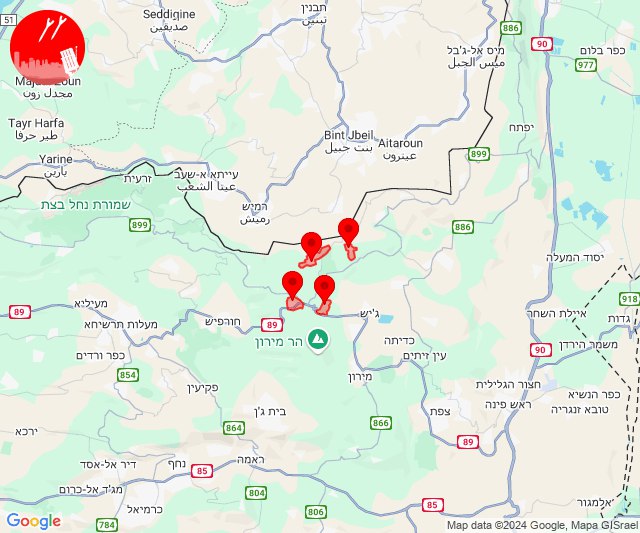 Seddigine
صديقين
51
תבנין
تبنين
886
מיס אל-ג'בל
ميس الجبل
90
כפר בלום
977
مجدل زون
Tayr Harfa
طير حرفا
Bint Jbeil
بنت جبيل
Aitaroun
عيترون
יפתח
899
Yarine
يارين
עייתא א-שעב
عيتا الشعب
זרעית
רמיש
رميش
שמורת נחל בצת
899
886
יסוד המעלה
918
גדות
מעיליא
89
מעלות תרשיחא
חורפיש
89
ג'יש
איילת השחר
הר מירון
כפר ורדים
כדיתה
עין זיתים
90
משמר הירדן
854
מירון
פקיעין
חצור הגלילית
ראש פינה
כפר הנשיא
טובא זנגריה
בית ג'ן
צפת
864
866
ירכא
89
ראמה
נחף
דיר אל-אסד
85
מג'ד אל-כרום
804
806
85
כרמיאל
784
אלמגור
Google
Map data ©2024 Google, Mapa GISrael